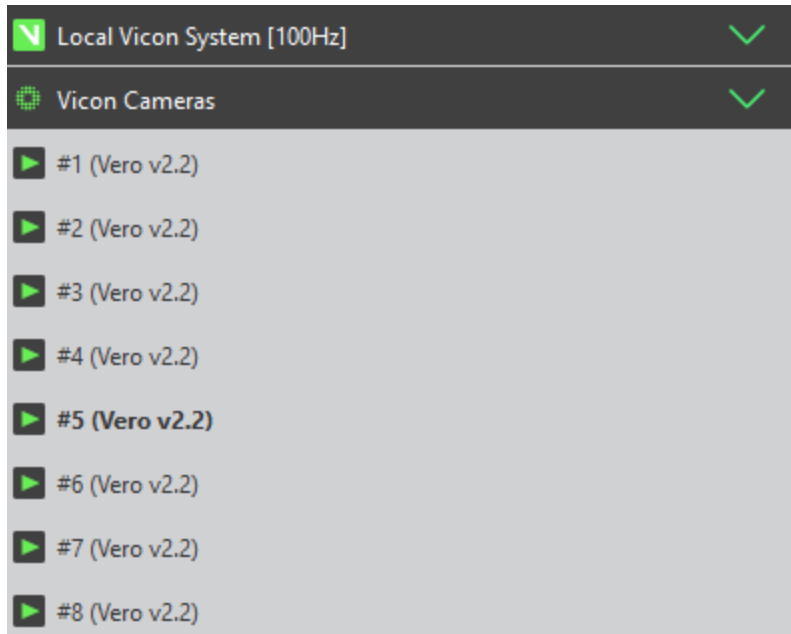 Local Vicon System [100Hz]
Vicon Cameras
#1 (Vero v2.2)
#2 (Vero v2.2)
#3 (Vero v2.2)
#4 (Vero v2.2)
#5 (Vero v2.2)
#6 (Vero v2.2)
#7 (Vero v2.2)
#8 (Vero v2.2)